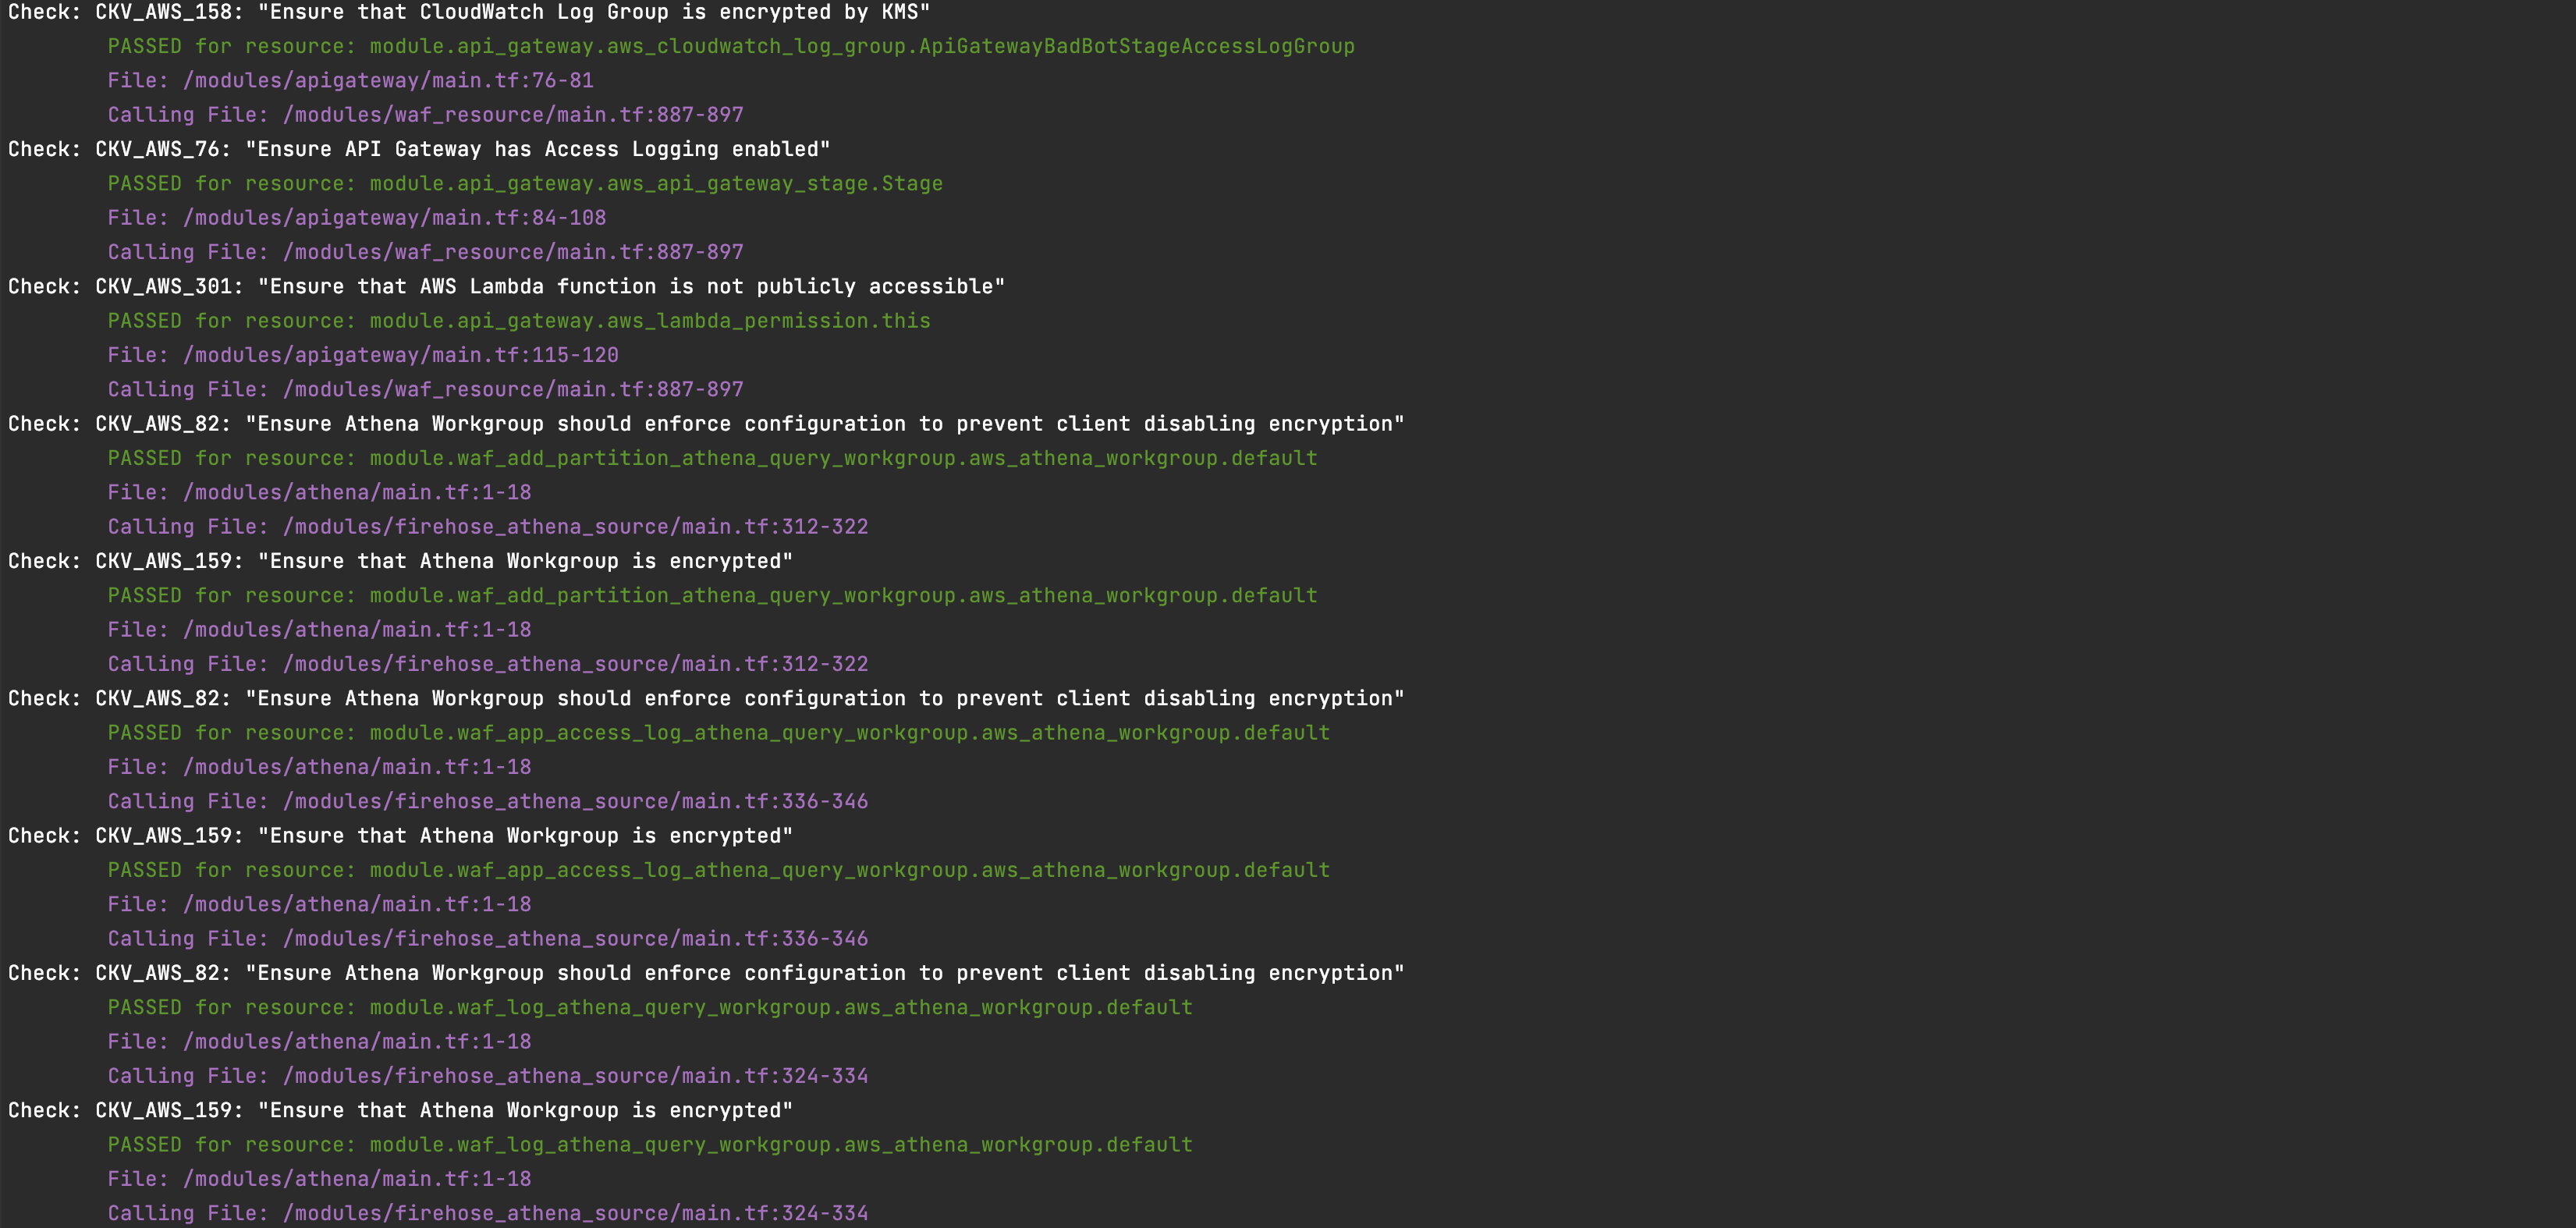 Check: CKV_AWS_158: "Ensure that CloudWatch Log Group is encrypted by KMS"
PASSED for resource: module.api_gateway.aws_cloudwatch_log_group.ApiGatewayBadBotStageAccessLogGroup
File: /modules/apigateway/main.tf:76-81
Calling File: /modules/waf_resource/main.tf:887-897
Check: CKV_AWS_76: "Ensure API Gateway has Access Logging enabled"
PASSED for resource: module.api_gateway.aws_api_gateway_stage.Stage
File: /modules/apigateway/main.tf:84-108
Calling File: /modules/waf_resource/main.tf:887-897
Check: CKV_AWS_301: "Ensure that AWS Lambda function is not publicly accessible"
PASSED for resource: module.api_gateway.aws_lambda_permission.this
File: /modules/apigateway/main.tf:115-120
Calling File: /modules/waf_resource/main.tf:887-897
Check: CKV_AWS_82: "Ensure Athena Workgroup should enforce configuration to prevent client disabling encryption"
PASSED for resource: module.waf_add_partition_athena_query_workgroup.aws_athena_workgroup.default
File: /modules/athena/main.tf:1-18
Calling File: /modules/firehose_athena_source/main.tf:312-322
Check: CKV_AWS_159: "Ensure that Athena Workgroup is encrypted"
PASSED for resource: module.waf_add_partition_athena_query_workgroup.aws_athena_workgroup.default
File: /modules/athena/main.tf:1-18
Calling File: /modules/firehose_athena_source/main.tf:312-322
Check: CKV_AWS_82: "Ensure Athena Workgroup should enforce configuration to prevent client disabling encryption"
PASSED for resource: module.waf_app_access_log_athena_query_workgroup.aws_athena_workgroup.default
File: /modules/athena/main.tf:1-18
Calling File: /modules/firehose_athena_source/main.tf:336-346
Check: CKV_AWS_159: "Ensure that Athena Workgroup is encrypted"
PASSED for resource: module.waf_app_access_log_athena_query_workgroup.aws_athena_workgroup.default
File: /modules/athena/main.tf:1-18
Calling File: /modules/firehose_athena_source/main.tf:336-346
Check: CKV_AWS_82: "Ensure Athena Workgroup should enforce configuration to prevent client disabling encryption"
PASSED for resource: module.waf_log_athena_query_workgroup.aws_athena_workgroup.default
File: /modules/athena/main.tf:1-18
Calling File: /modules/firehose_athena_source/main.tf:324-334
Check: CKV_AWS_159: "Ensure that Athena Workgroup is encrypted"
PASSED for resource: module.waf_log_athena_query_workgroup.aws_athena_workgroup.default
File: /modules/athena/main.tf:1-18
Calling File: /modules/firehose_athena_source/main.tf:324-334